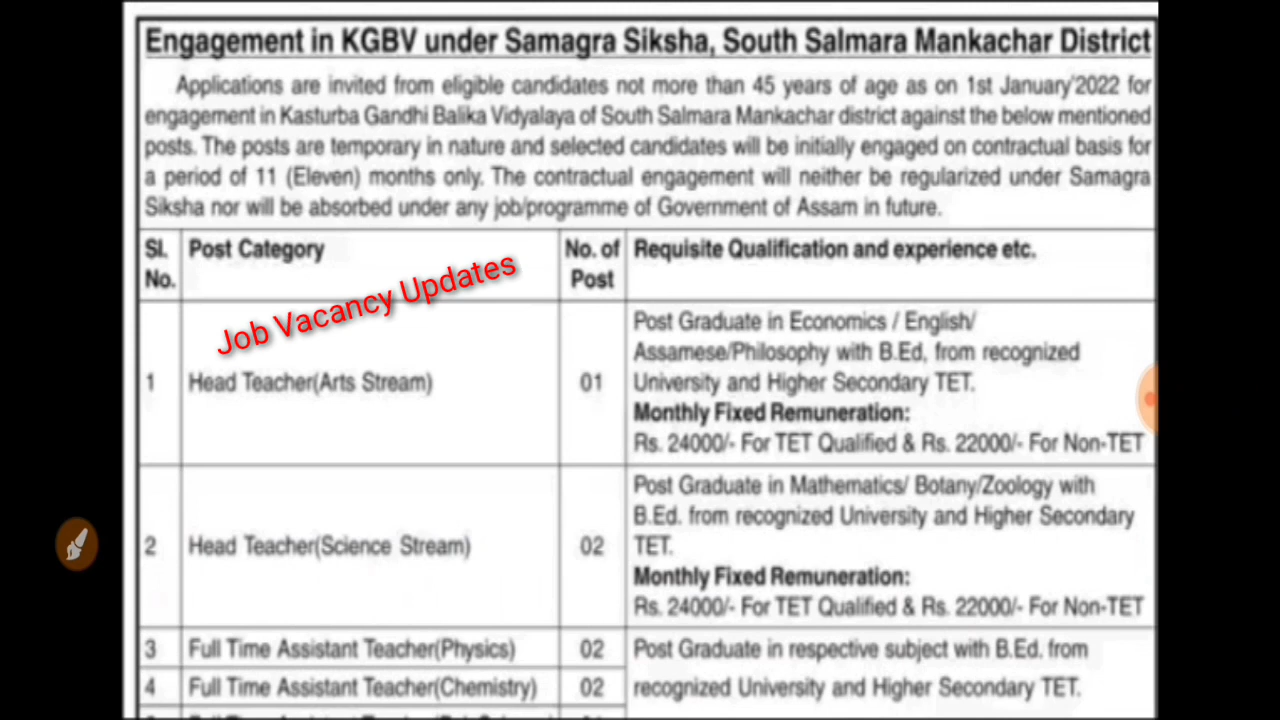 Engagement in KGBV under Samagra Siksha, South Salmara Mankachar District
Applications are invited from eligible candidates not more than 45 years of age as on 1st January'2022 for
engagement in Kasturba Gandhi Balika Vidyalaya of South Salmara Mankachar district against the below mentioned
posts. The posts are temporary in nature and selected candidates will be initially engaged on contractual basis for
a period of 11 (Eleven) months only. The contractual engagement will neither be regularized under Samagra
Siksha nor will be absorbed under any job/programme of Government of Assam in future.
Sl. No. Post Category No. of Post Requisite Qualification and experience etc.
Job Vacancy Updates
1 Head Teacher(Arts Stream) 01
Post Graduate in Economics / English/
Assamese/Philosophy with B.Ed, from recognized
University and Higher Secondary TET.
Monthly Fixed Remuneration:
Rs. 24000/- For TET Qualified & Rs. 22000/- For Non-TET
2 Head Teacher(Science Stream) 02
Post Graduate in Mathematics/ Botany/Zoology with
B.Ed. from recognized University and Higher Secondary
TET.
Monthly Fixed Remuneration:
Rs. 24000/- For TET Qualified & Rs. 22000/- For Non-TET
3 Full Time Assistant Teacher(Physics) 02 Post Graduate in respective subject with B.Ed. from
4 Full Time Assistant Teacher(Chemistry) 02 recognized University and Higher Secondary TET.